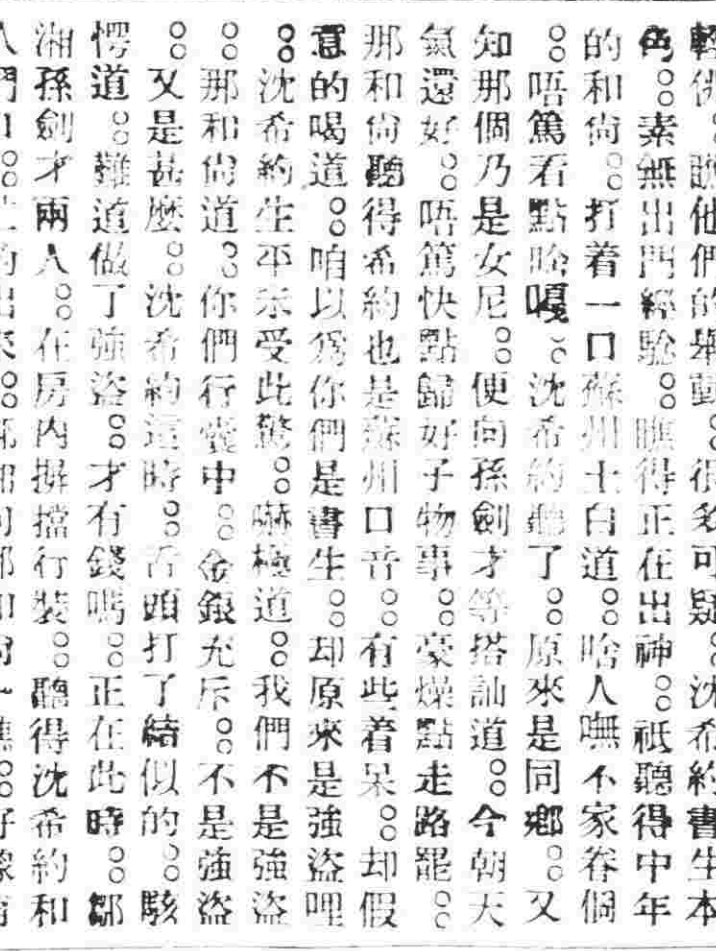 他們的舉動。。很多可疑。。沈希約書生本
色。。素無出門經驗。。瞧得正在出神。。祇聽得中年
的和尙。。打着一口蘇州土白道。。啥人嘸不家眷個
。。唔篤看點啥嘎。。沈希約聽了。。原來是同鄕。。又
知那個乃是女尼。。便向孫劍才等搭訕道。。今朝天
氣還好。。唔篤快點歸好子物事。。豪燥點走路罷。。
那和尙聽得希約也是蘇州口音。。有些着呆。。却假
意的喝道。。咱以爲你們是書生。。却原來是強盜哩
。。沈希約生平未受此驚。。嚇極道。。我們不是強盜
。。那和尙道。。你們行囊中。。金銀充斥。。不是強盜
。。又是甚麽。。沈希約這時。。舌頭打了結似的。。駭
愕道。。難道做了強盜。。才有錢嗎。。正在此時。。鄒
湘孫劍才兩人。。在房內摒擋行裝。。聽得沈希約和